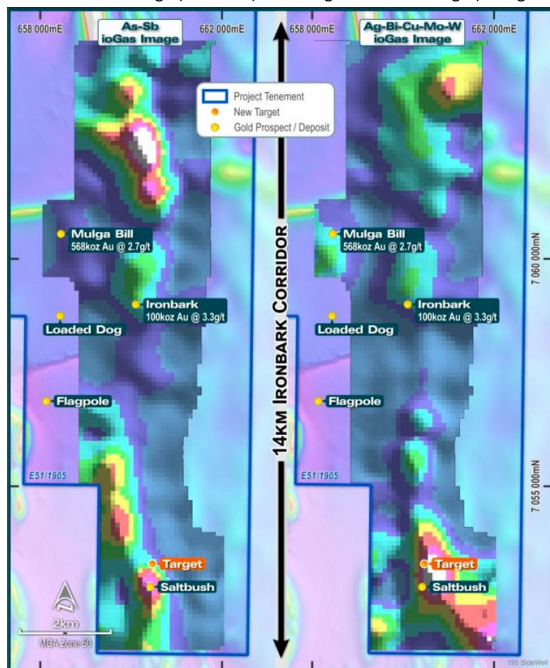 658 000mE
As-Sb
ioGas Image
662 000mE
658 000mE
Ag-Bi-Cu-Mo-W
ioGas Image
662 000mE
Project Tenement
New Target
Gold Prospect / Deposit
Mulga Bill
568koz Au @ 2.7g/t
Mulga Bill
568koz Au @ 2.7g/t
7 060 000mN
Ironbark
100koz Au @ 3.3g/t
Ironbark
100koz Au @ 3.3g/t
Loaded Dog
Loaded Dog
14km Ironbark Corridor
Flagpole
Flagpole
E51/1905
E51/1905
7 055 000mN
Target
Target
Saltbush
Saltbush
2km
MGA Zone 50
195 SideWell